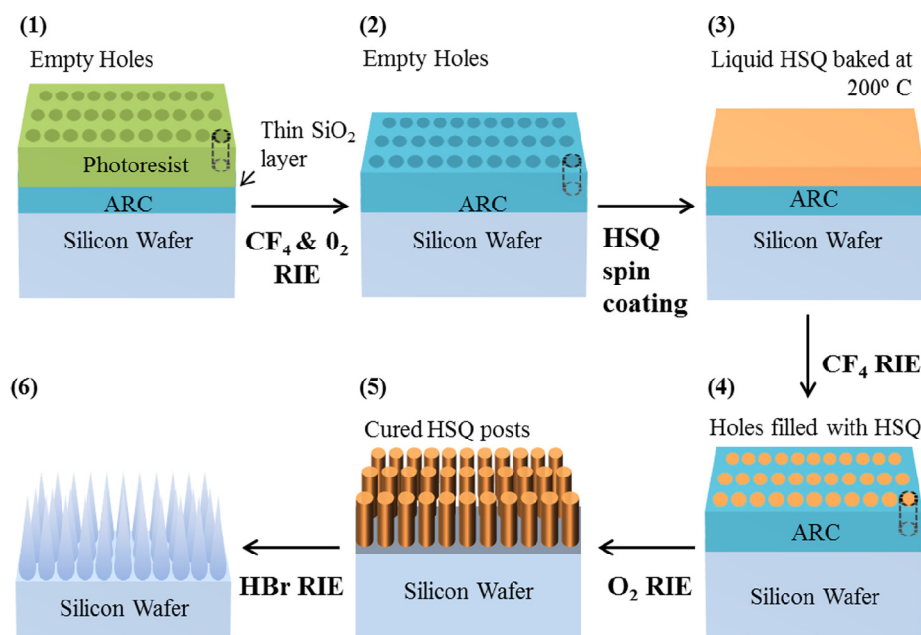 (1)
Empty Holes
Photoresist
ARC
Silicon Wafer
Thin SiO₂
layer
CF₄ & 0₂
RIE
(2)
Empty Holes
ARC
Silicon Wafer
HSQ
spin
coating
(3)
Liquid HSQ baked at
200º C
ARC
Silicon Wafer
CF₄ RIE
(4)
Holes filled with HSQ
ARC
Silicon Wafer
O₂ RIE
(5)
Cured HSQ posts
Silicon Wafer
HBr RIE
(6)
Silicon Wafer